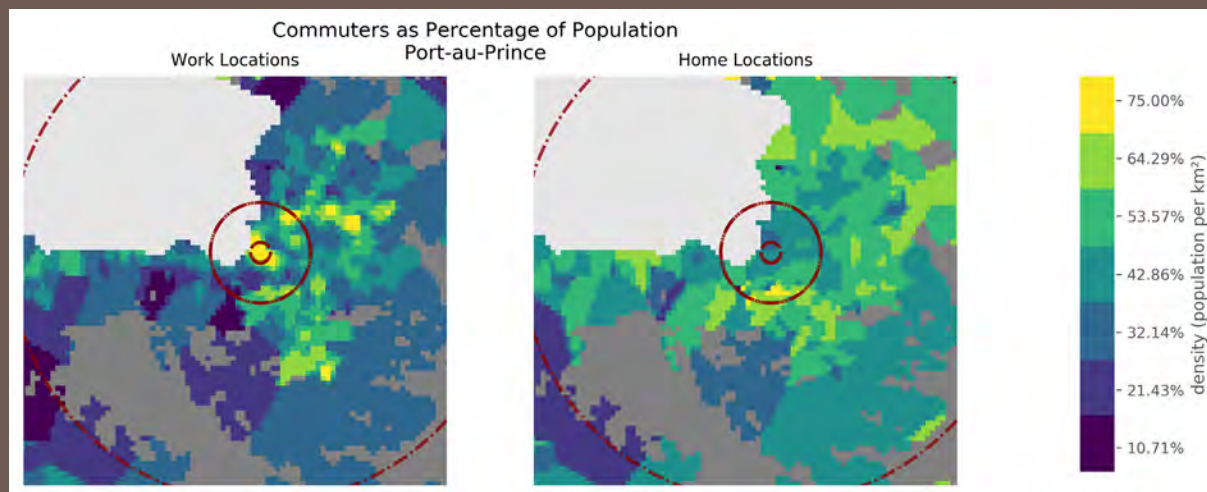 Commuters as Percentage of Population
Port-au-Prince
Work Locations
Home Locations
75.00%
64.29%
53.57%
42.86%
32.14%
21.43%
10.71%
density (population per km²)